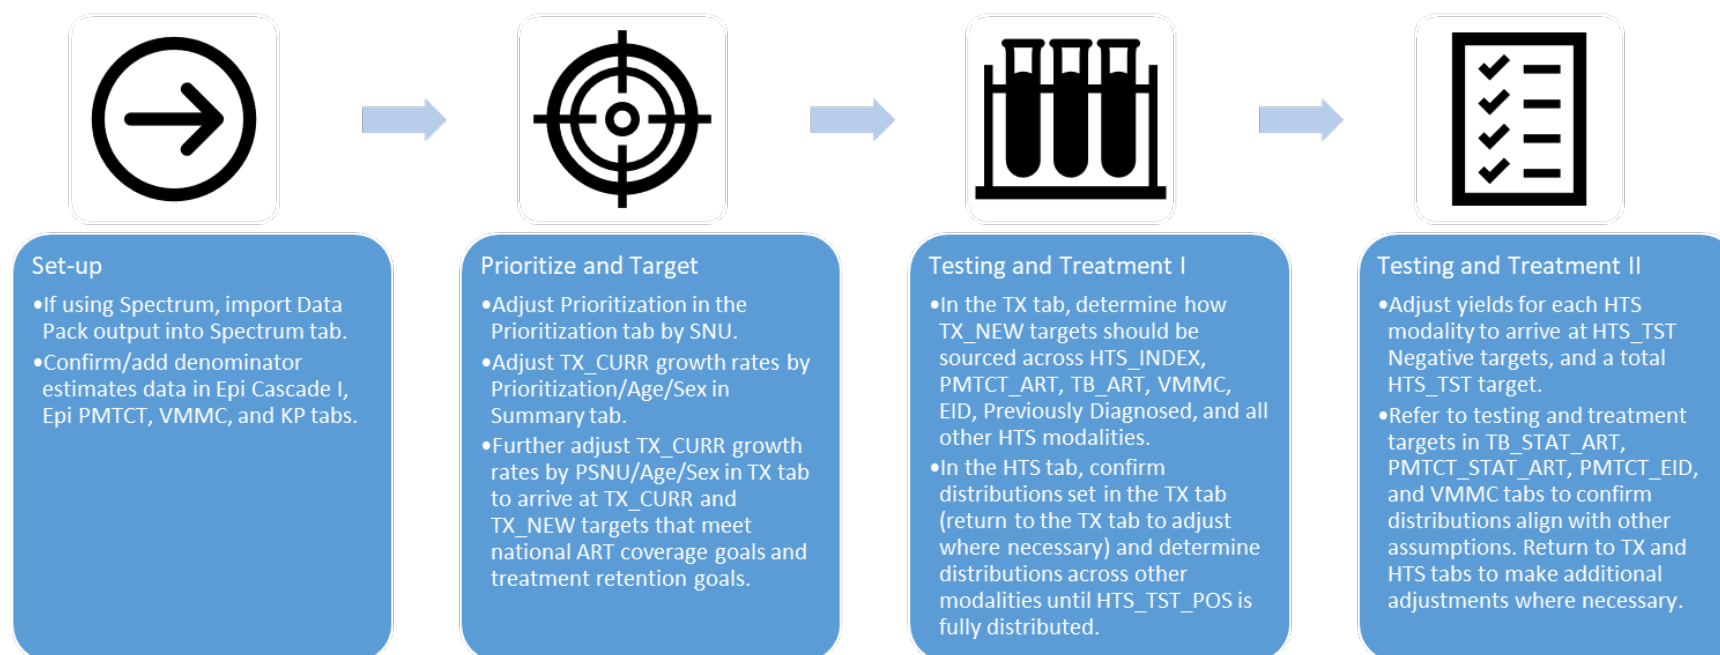 Set-up
•If using Spectrum, import Data
Pack output into Spectrum tab.
•Confirm/add denominator
estimates data in Epi Cascade I,
Epi PMTCT, VMMC, and KP tabs.
Prioritize and Target
•Adjust Prioritization in the
Prioritization tab by SNU.
•Adjust TX_CURR growth rates by
Prioritization/Age/Sex in
Summary tab.
•Further adjust TX_CURR growth
rates by PSNU/Age/Sex in TX tab
to arrive at TX_CURR and
TX_NEW targets that meet
national ART coverage goals and
treatment retention goals.
Testing and Treatment I
•In the TX tab, determine how
TX_NEW targets should be
sourced across HTS_INDEX,
PMTCT_ART, TB_ART, VMMC,
EID, Previously Diagnosed, and all
other HTS modalities.
•In the HTS tab, confirm
distributions set in the TX tab
(return to the TX tab to adjust
where necessary) and determine
distributions across other
modalities until HTS_TST_POS is
fully distributed.
Testing and Treatment II
•Adjust yields for each HTS
modality to arrive at HTS_TST
Negative targets, and a total
HTS_TST target.
•Refer to testing and treatment
targets in TB_STAT_ART,
PMTCT_STAT_ART, PMTCT_EID,
and VMMC tabs to confirm
distributions align with other
assumptions. Return to TX and
HTS tabs to make additional
adjustments where necessary.